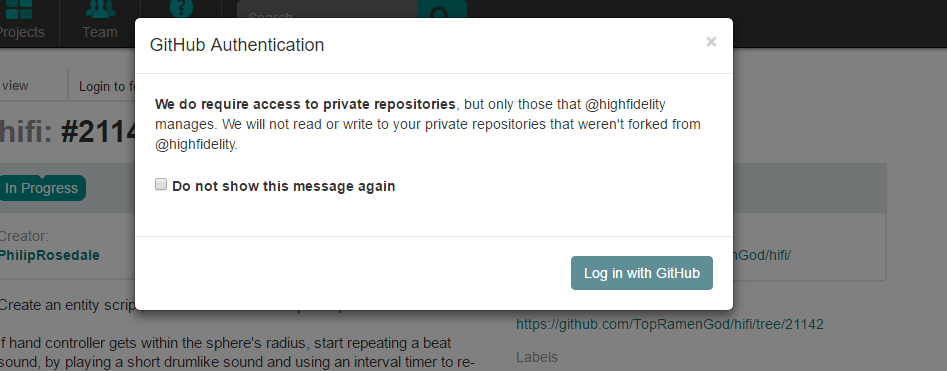 Projects
Team
Search
GitHub Authentication
×
view
Login to f
We do require access to private repositories, but only those that @highfidelity
manages. We will not read or write to your private repositories that weren't forked from
@highfidelity.
hifi: #2114
Do not show this message again
In Progress
Creator:
PhilipRosedale
nGod/hifi/
Log in with GitHub
Create an entity script,
https://github.com/TopRamenGod/hifi/tree/21142
If hand controller gets within the sphere's radius, start repeating a beat
sound, by playing a short drumlike sound and using an interval timer to re-
Labels